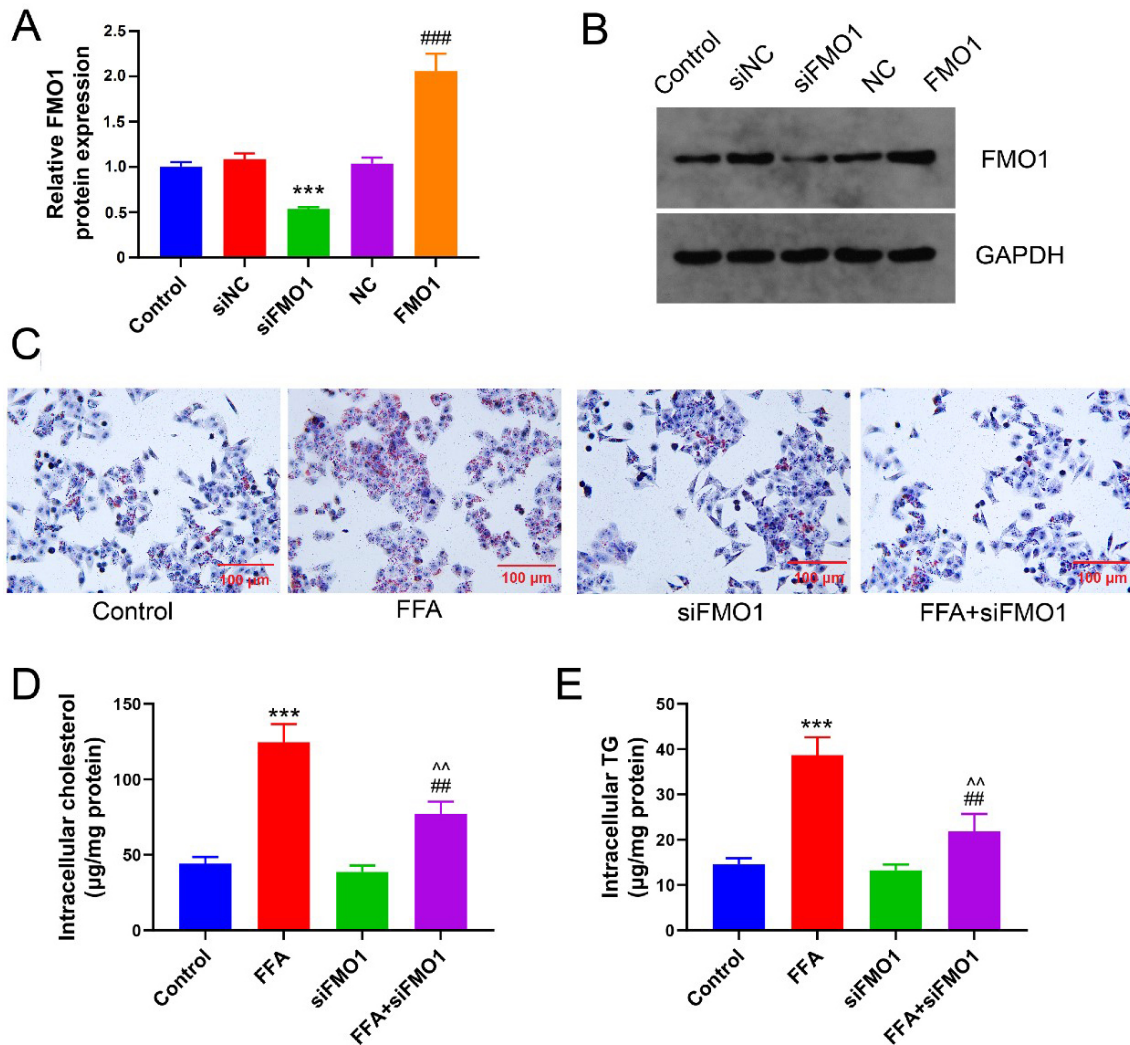 A
Relative FMO1
protein expression
2.5
2.0
1.5
1.0
0.5
0
###
***
Control
siNC
siFMO1
NC
FMO1
B
Control
siNC
siFMO1
NC
FMO1
FMO1
GAPDH
C
100 µm
100 µm
100 µm
100 µm
Control
FFA
siFMO1
FFA+siFMO1
D
Intracellular cholesterol
(µg/mg protein)
150
100
50
0
***
^^
##
Control
FFA
siFMO1
FFA+siFMO1
E
Intracellular TG
(µg/mg protein)
50
40
30
20
10
0
***
^^
##
Control
FFA
siFMO1
FFA+siFMO1